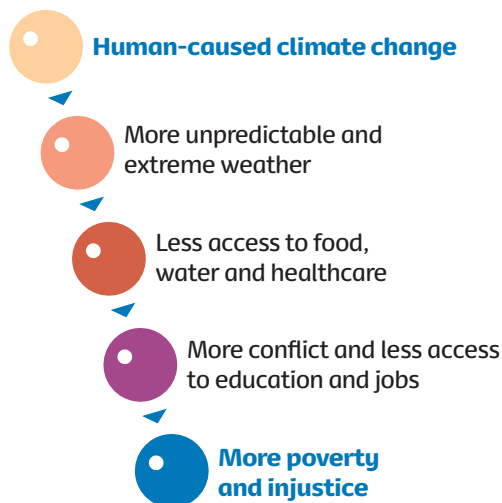 Human-caused climate change
More unpredictable and
extreme weather
Less access to food,
water and healthcare
More conflict and less access
to education and jobs
More poverty
and injustice